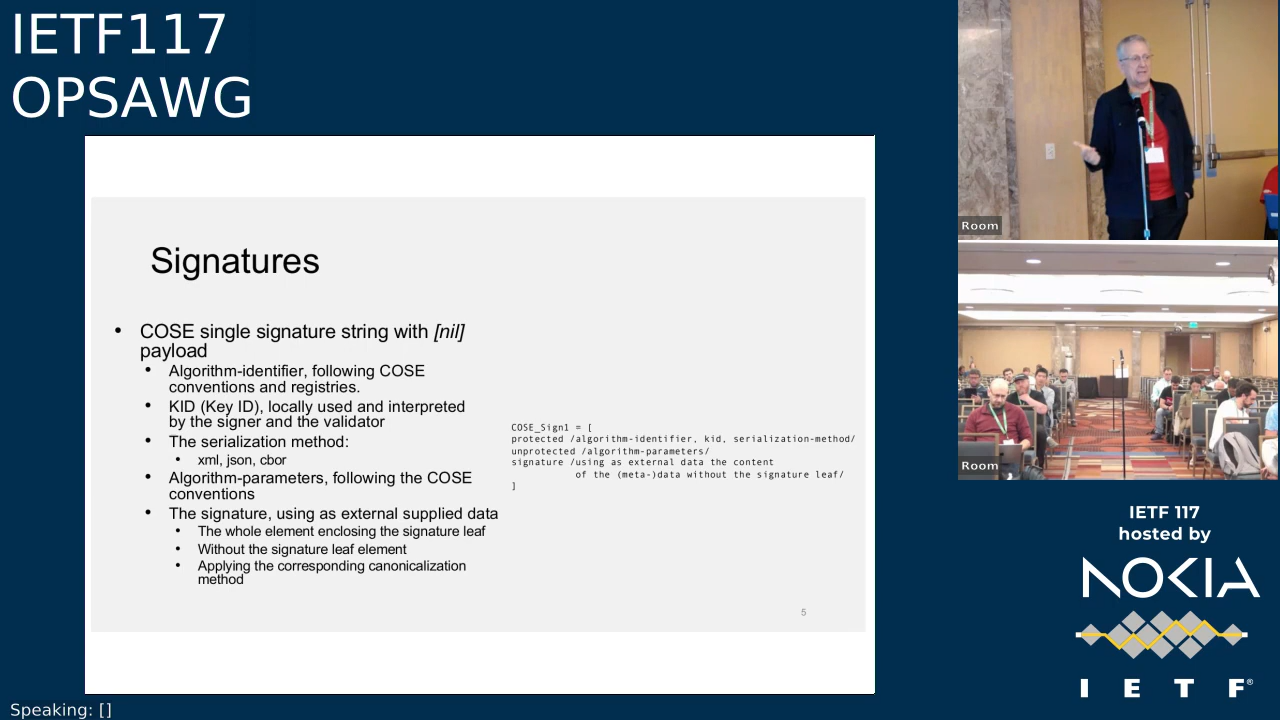 IETF117
OPSAWG
Signatures
• COSE single signature string with [nil]
payload
• Algorithm-identifier, following COSE
conventions and registries.
• KID (Key ID), locally used and interpreted
by the signer and the validator
• The serialization method:
• xml, json, cbor
• Algorithm-parameters, following the COSE
conventions
• The signature, using as external supplied data
• The whole element enclosing the signature leaf
• Without the signature leaf element
• Applying the corresponding canonicalization
method
COSE_Sign1 = [
protected /algorithm-identifier, kid, serialization-method/
unprotected /algorithm-parameters/
signature /using as external data the content
of the (meta-)data without the signature leaf/
]
5
Room
Room
IETF 117
hosted by
NOKIA
I E T F®
Speaking: []